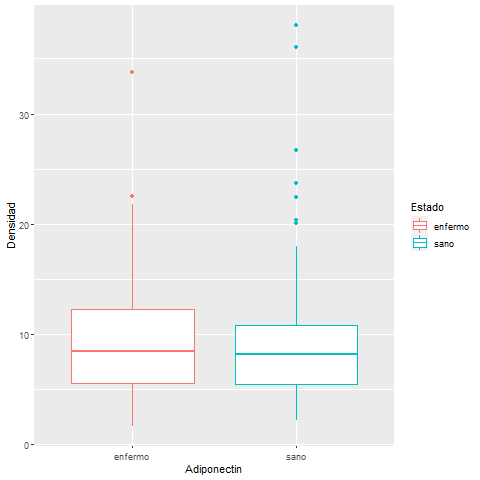 30
20
10
0
Densidad
enfermo
sano
Adiponectin
Estado
enfermo
sano